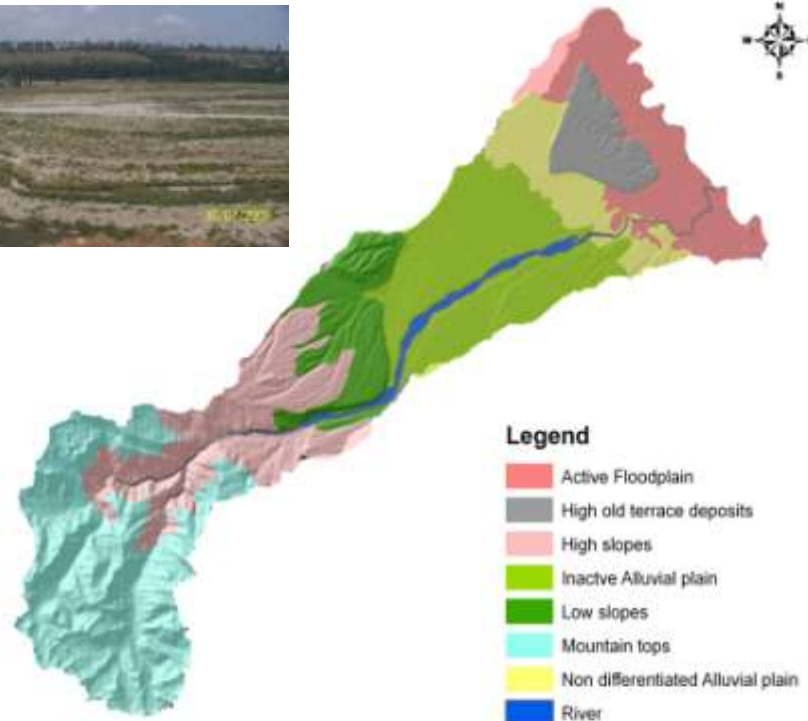 N
W
S
Legend
Active Floodplain
High old terrace deposits
High slopes
Inactve Alluvial plain
Low slopes
Mountain tops
Non differentiated Alluvial plain
River